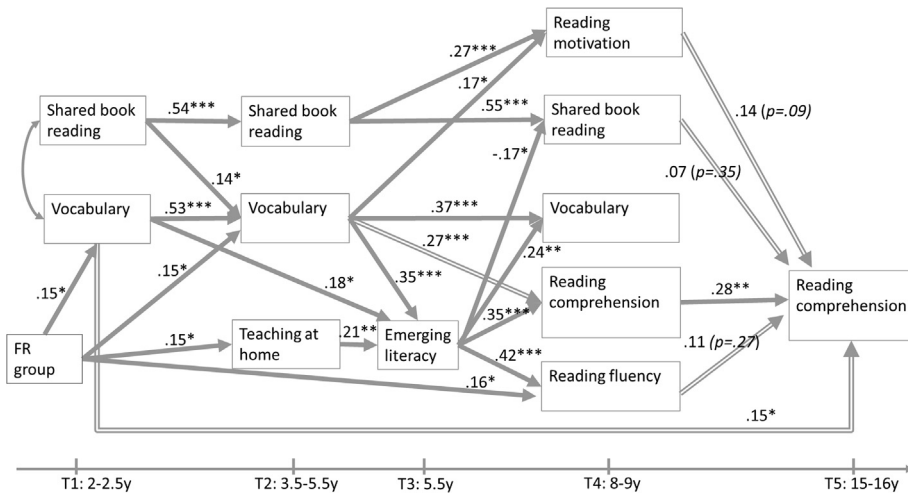 Reading
motivation
.27***
.17*
Shared book
reading
.54***
Shared book
reading
.55***
Shared book
reading
.14 (p=.09)
-.17*
.07 (p=.35)
.14*
Vocabulary
.53***
Vocabulary
.37***
Vocabulary
.27***
.24**
.15*
.15*
.18*
.35***
Reading
comprehension
.28**
Reading
comprehension
.35***
FR
group
.15*
Teaching at
home
.21**
Emerging
literacy
.11 (p=.27)
.42***
Reading fluency
.16*
.15*
T1: 2-2.5y
T2: 3.5-5.5y
T3: 5.5y
T4: 8-9y
T5: 15-16y